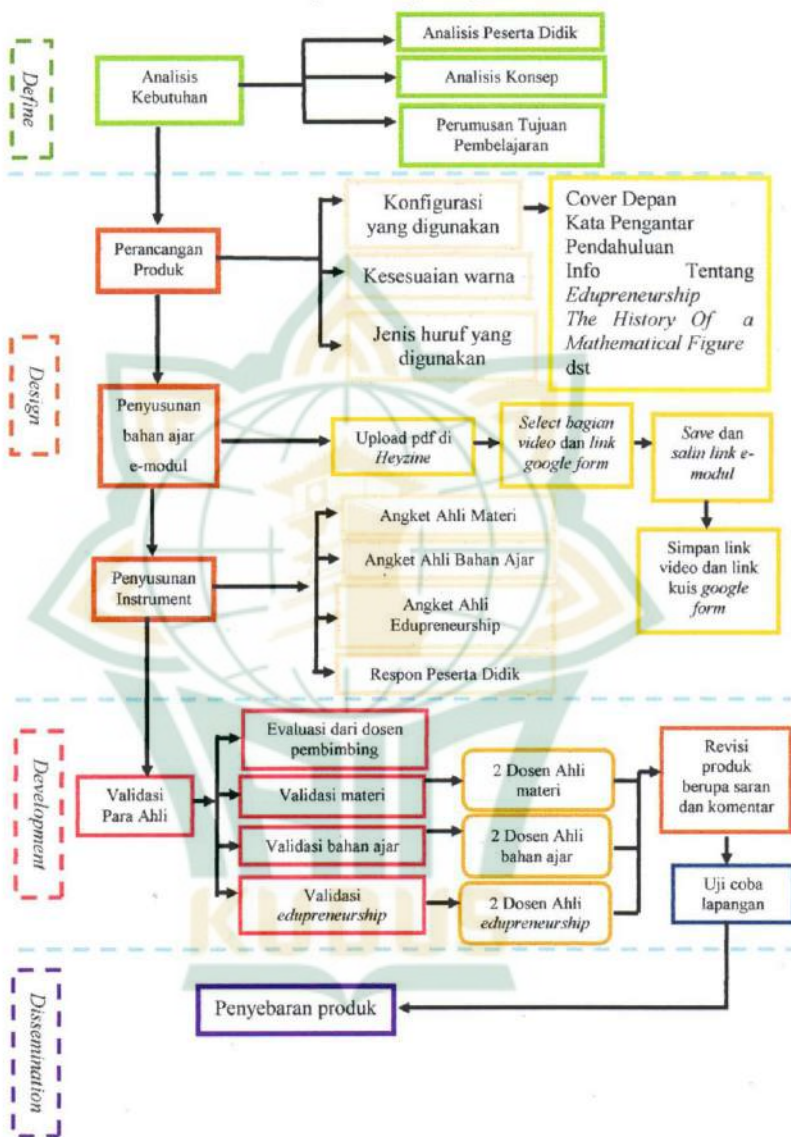 Define
Analisis
Kebutuhan
Analisis Peserta Didik
Analisis Konsep
Perumusan Tujuan
Pembelajaran
Design
Perancangan
Produk
Konfigurasi
yang digunakan
Kesesuaian warna
Jenis huruf yang
digunakan
Cover Depan
Kata Pengantar
Pendahuluan
Info Tentang
Edupreneurship
The History Of a
Mathematical Figure
dst
Penyusunan
bahan ajar
e-modul
Upload pdf di
Heyzine
Select bagian
video dan link
google form
Save dan
salin link e-
modul
Simpan link
video dan link
kuis google
form
Penyusunan
Instrument
Angket Ahli Materi
Angket Ahli Bahan Ajar
Angket Ahli
Edupreneurship
Respon Peserta Didik
Development
Validasi
Para Ahli
Evaluasi dari dosen
pembimbing
Validasi materi
Validasi bahan ajar
Validasi
edupreneurship
2 Dosen Ahli
materi
2 Dosen Ahli
bahan ajar
2 Dosen Ahli
edupreneurship
Revisi
produk
berupa saran
dan komentar
Uji coba
lapangan
KUDUS
Dissemination
Penyebaran produk